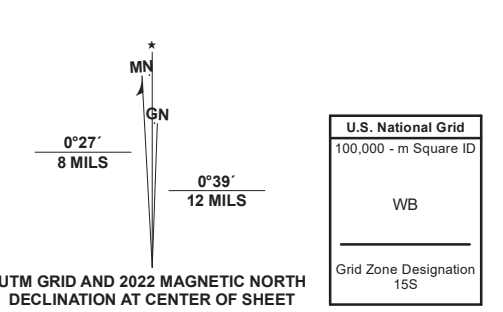 ★
MN
GN
0°27´
8 MILS
0°39´
12 MILS
UTM GRID AND 2022 MAGNETIC NORTH
DECLINATION AT CENTER OF SHEET
U.S. National Grid
100,000 - m Square ID
WB
Grid Zone Designation
15S